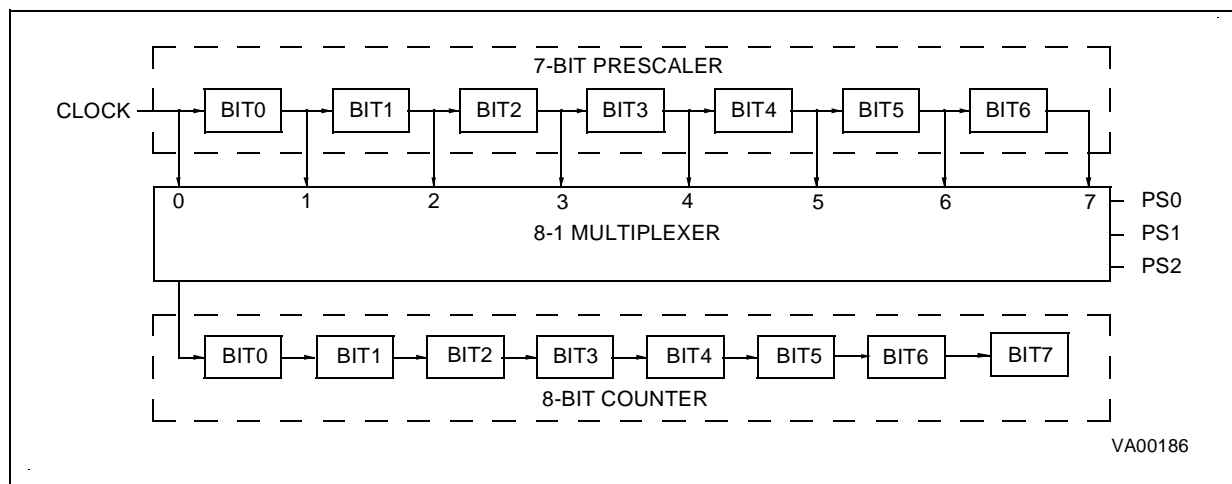 7-BIT PRESCALER
CLOCK BIT0 BIT1 BIT2 BIT3 BIT4 BIT5 BIT6
0 1 2 3 4 5 6 7 PS0
8-1 MULTIPLEXER PS1
PS2
BIT0 BIT1 BIT2 BIT3 BIT4 BIT5 BIT6 BIT7
8-BIT COUNTER
VA00186